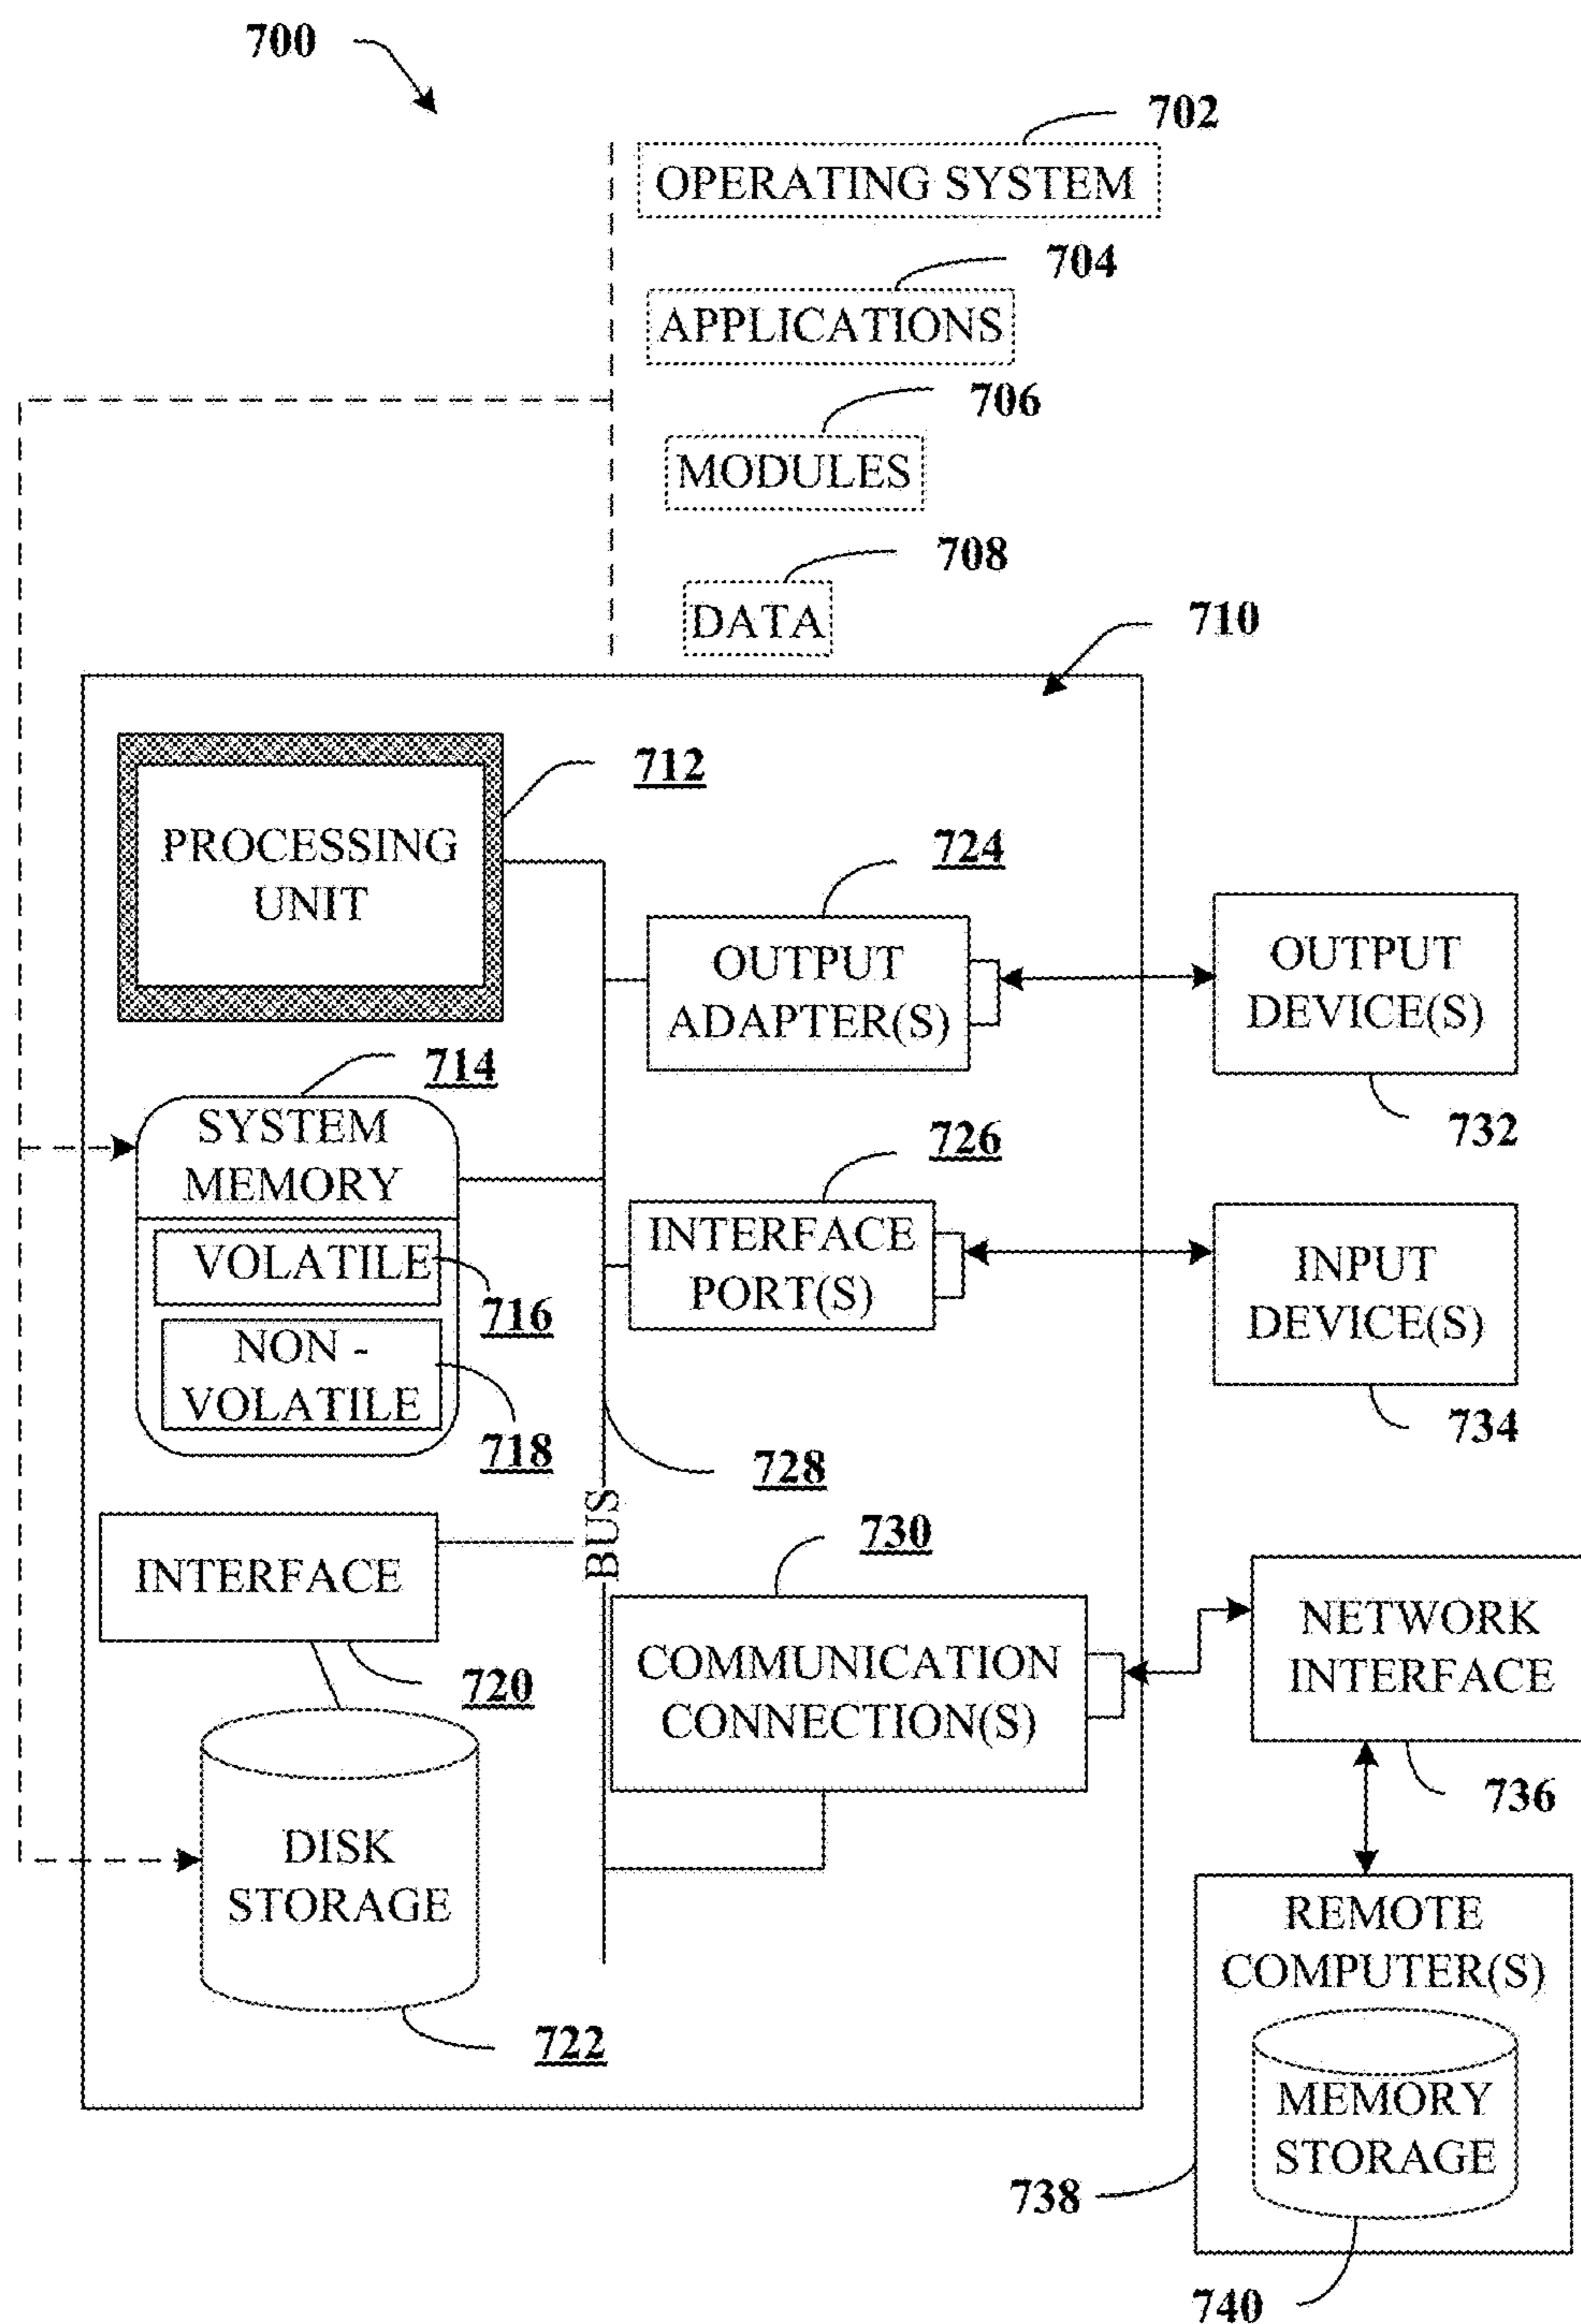 700
702
OPERATING SYSTEM
704
APPLICATIONS
706
MODULES
708
DATA
710
712
PROCESSING
UNIT
724
OUTPUT
ADAPTER(S)
OUTPUT
DEVICE(S)
732
714
SYSTEM
MEMORY
VOLATILE
716
NON -
VOLATILE
718
726
INTERFACE
PORT(S)
INPUT
DEVICE(S)
734
728
BUS
INTERFACE
720
730
COMMUNICATION
CONNECTION(S)
NETWORK
INTERFACE
736
DISK
STORAGE
722
REMOTE
COMPUTER(S)
MEMORY
STORAGE
738
740